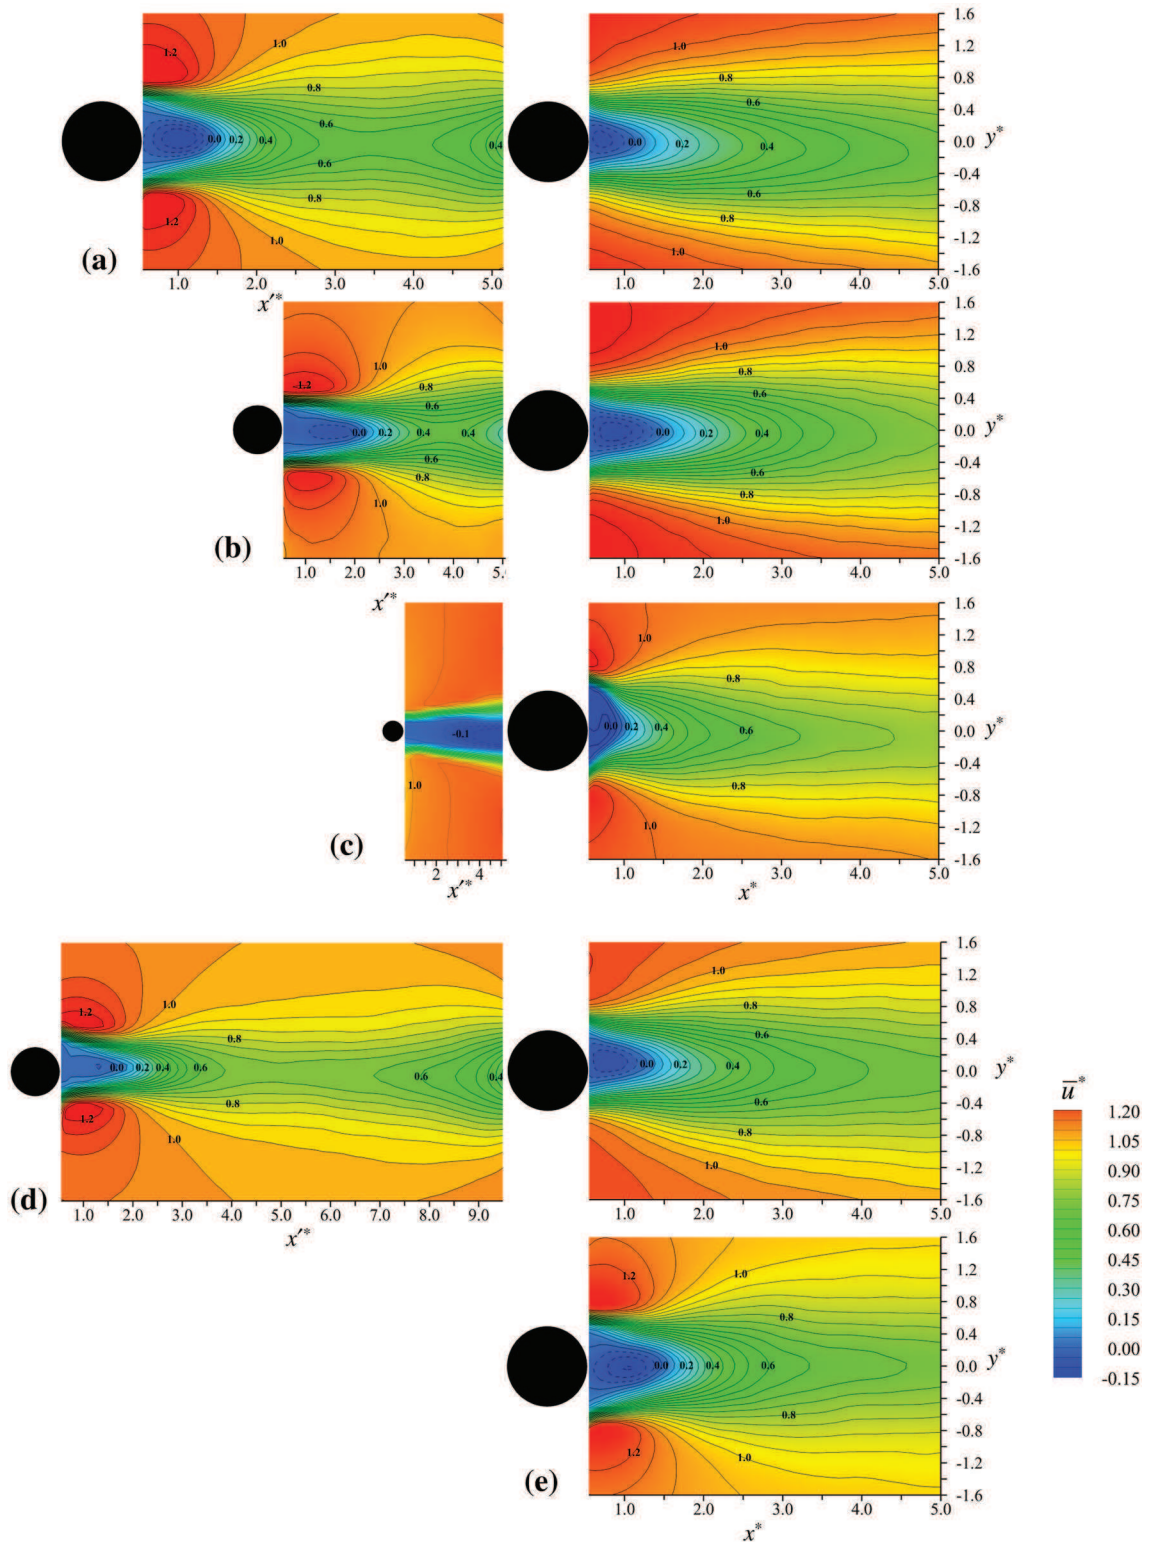 1.2 1.0 0.8 0.6 0.0 0.2 0.4 0.4 0.6 0.8 1.2 1.0
1.0 0.8 0.6 0.0 0.2 0.4 0.6 0.8 1.0
1.6 1.2 0.8 0.4 0.0 -0.4 -0.8 -1.2 -1.6
y*
(a)
1.0 2.0 3.0 4.0 5.0
x′*
1.0 2.0 3.0 4.0 5.0
1.2 1.0 0.8 0.6 0.0 0.2 0.4 0.4 0.6 0.8 1.0
1.0 0.8 0.6 0.0 0.2 0.4 0.6 0.8 1.0
1.6 1.2 0.8 0.4 0.0 -0.4 -0.8 -1.2 -1.6
y*
(b)
1.0 2.0 3.0 4.0 5.
x′*
1.0 2.0 3.0 4.0 5.0
-0.1 1.0
1.0 0.8 0.0 0.2 0.4 0.6 0.8 1.0
1.6 1.2 0.8 0.4 0.0 -0.4 -0.8 -1.2 -1.6
y*
(c)
2 4
x′*
1.0 2.0 3.0 4.0 5.0
x*
1.2 1.0 0.8 0.0 0.2 0.4 0.6 0.6 0.4 0.8 1.2 1.0
1.0 0.8 0.6 0.0 0.2 0.4 0.6 0.8 1.0
1.6 1.2 0.8 0.4 0.0 -0.4 -0.8 -1.2 -1.6
y*
(d)
1.0 2.0 3.0 4.0 5.0 6.0 7.0 8.0 9.0
x′*
1.0 2.0 3.0 4.0 5.0
u̅*
1.20
1.05
0.90
0.75
0.60
0.45
0.30
0.15
0.00
-0.15
1.2 1.0 0.8 0.0 0.2 0.4 0.6 0.8 1.2 1.0
1.6 1.2 0.8 0.4 0.0 -0.4 -0.8 -1.2 -1.6
y*
(e)
1.0 2.0 3.0 4.0 5.0
x*